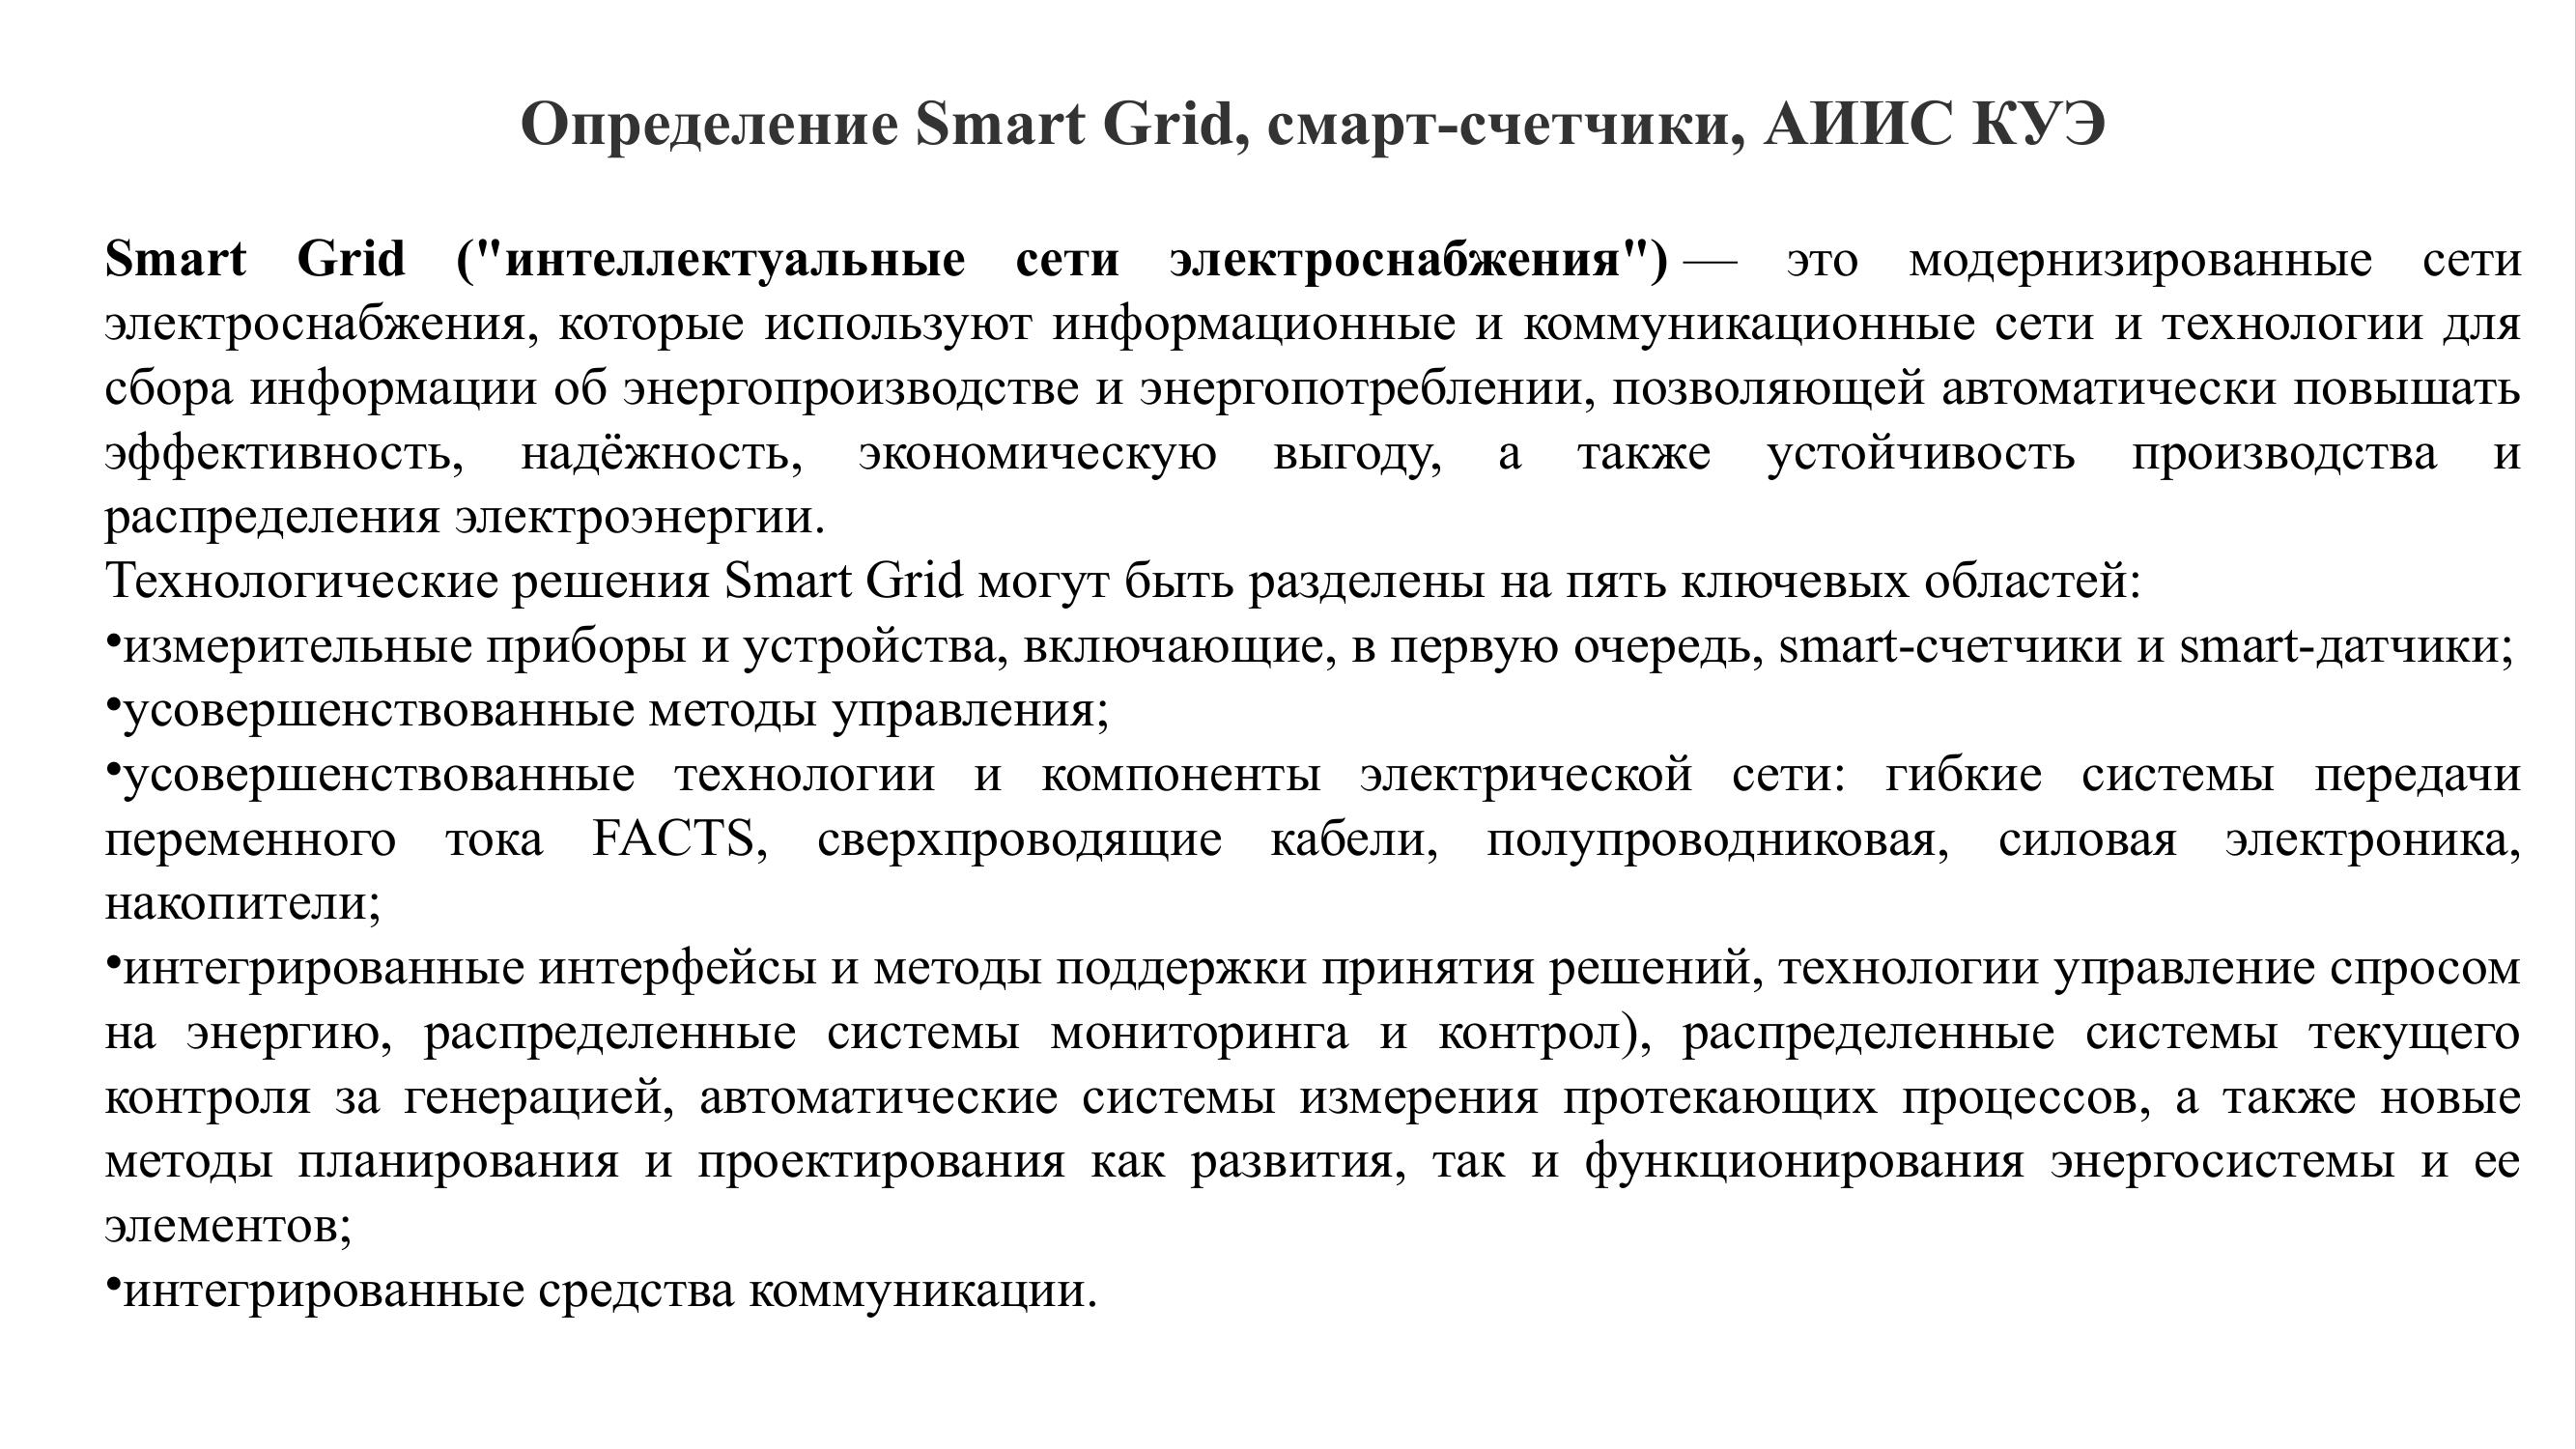 Определение Smart Grid, смарт-счетчики, АИИС КУЭ
Smart Grid ("интеллектуальные сети электроснабжения") — это модернизированные сети
электроснабжения, которые используют информационные и коммуникационные сети и технологии для
сбора информации об энергопроизводстве и энергопотреблении, позволяющей автоматически повышать
эффективность, надёжность, экономическую выгоду, а также устойчивость производства и
распределения электроэнергии.
Технологические решения Smart Grid могут быть разделены на пять ключевых областей:
•измерительные приборы и устройства, включающие, в первую очередь, smart-счетчики и smart-датчики;
•усовершенствованные методы управления;
•усовершенствованные технологии и компоненты электрической сети: гибкие системы передачи
переменного тока FACTS, сверхпроводящие кабели, полупроводниковая, силовая электроника,
накопители;
•интегрированные интерфейсы и методы поддержки принятия решений, технологии управление спросом
на энергию, распределенные системы мониторинга и контрол), распределенные системы текущего
контроля за генерацией, автоматические системы измерения протекающих процессов, а также новые
методы планирования и проектирования как развития, так и функционирования энергосистемы и ее
элементов;
•интегрированные средства коммуникации.